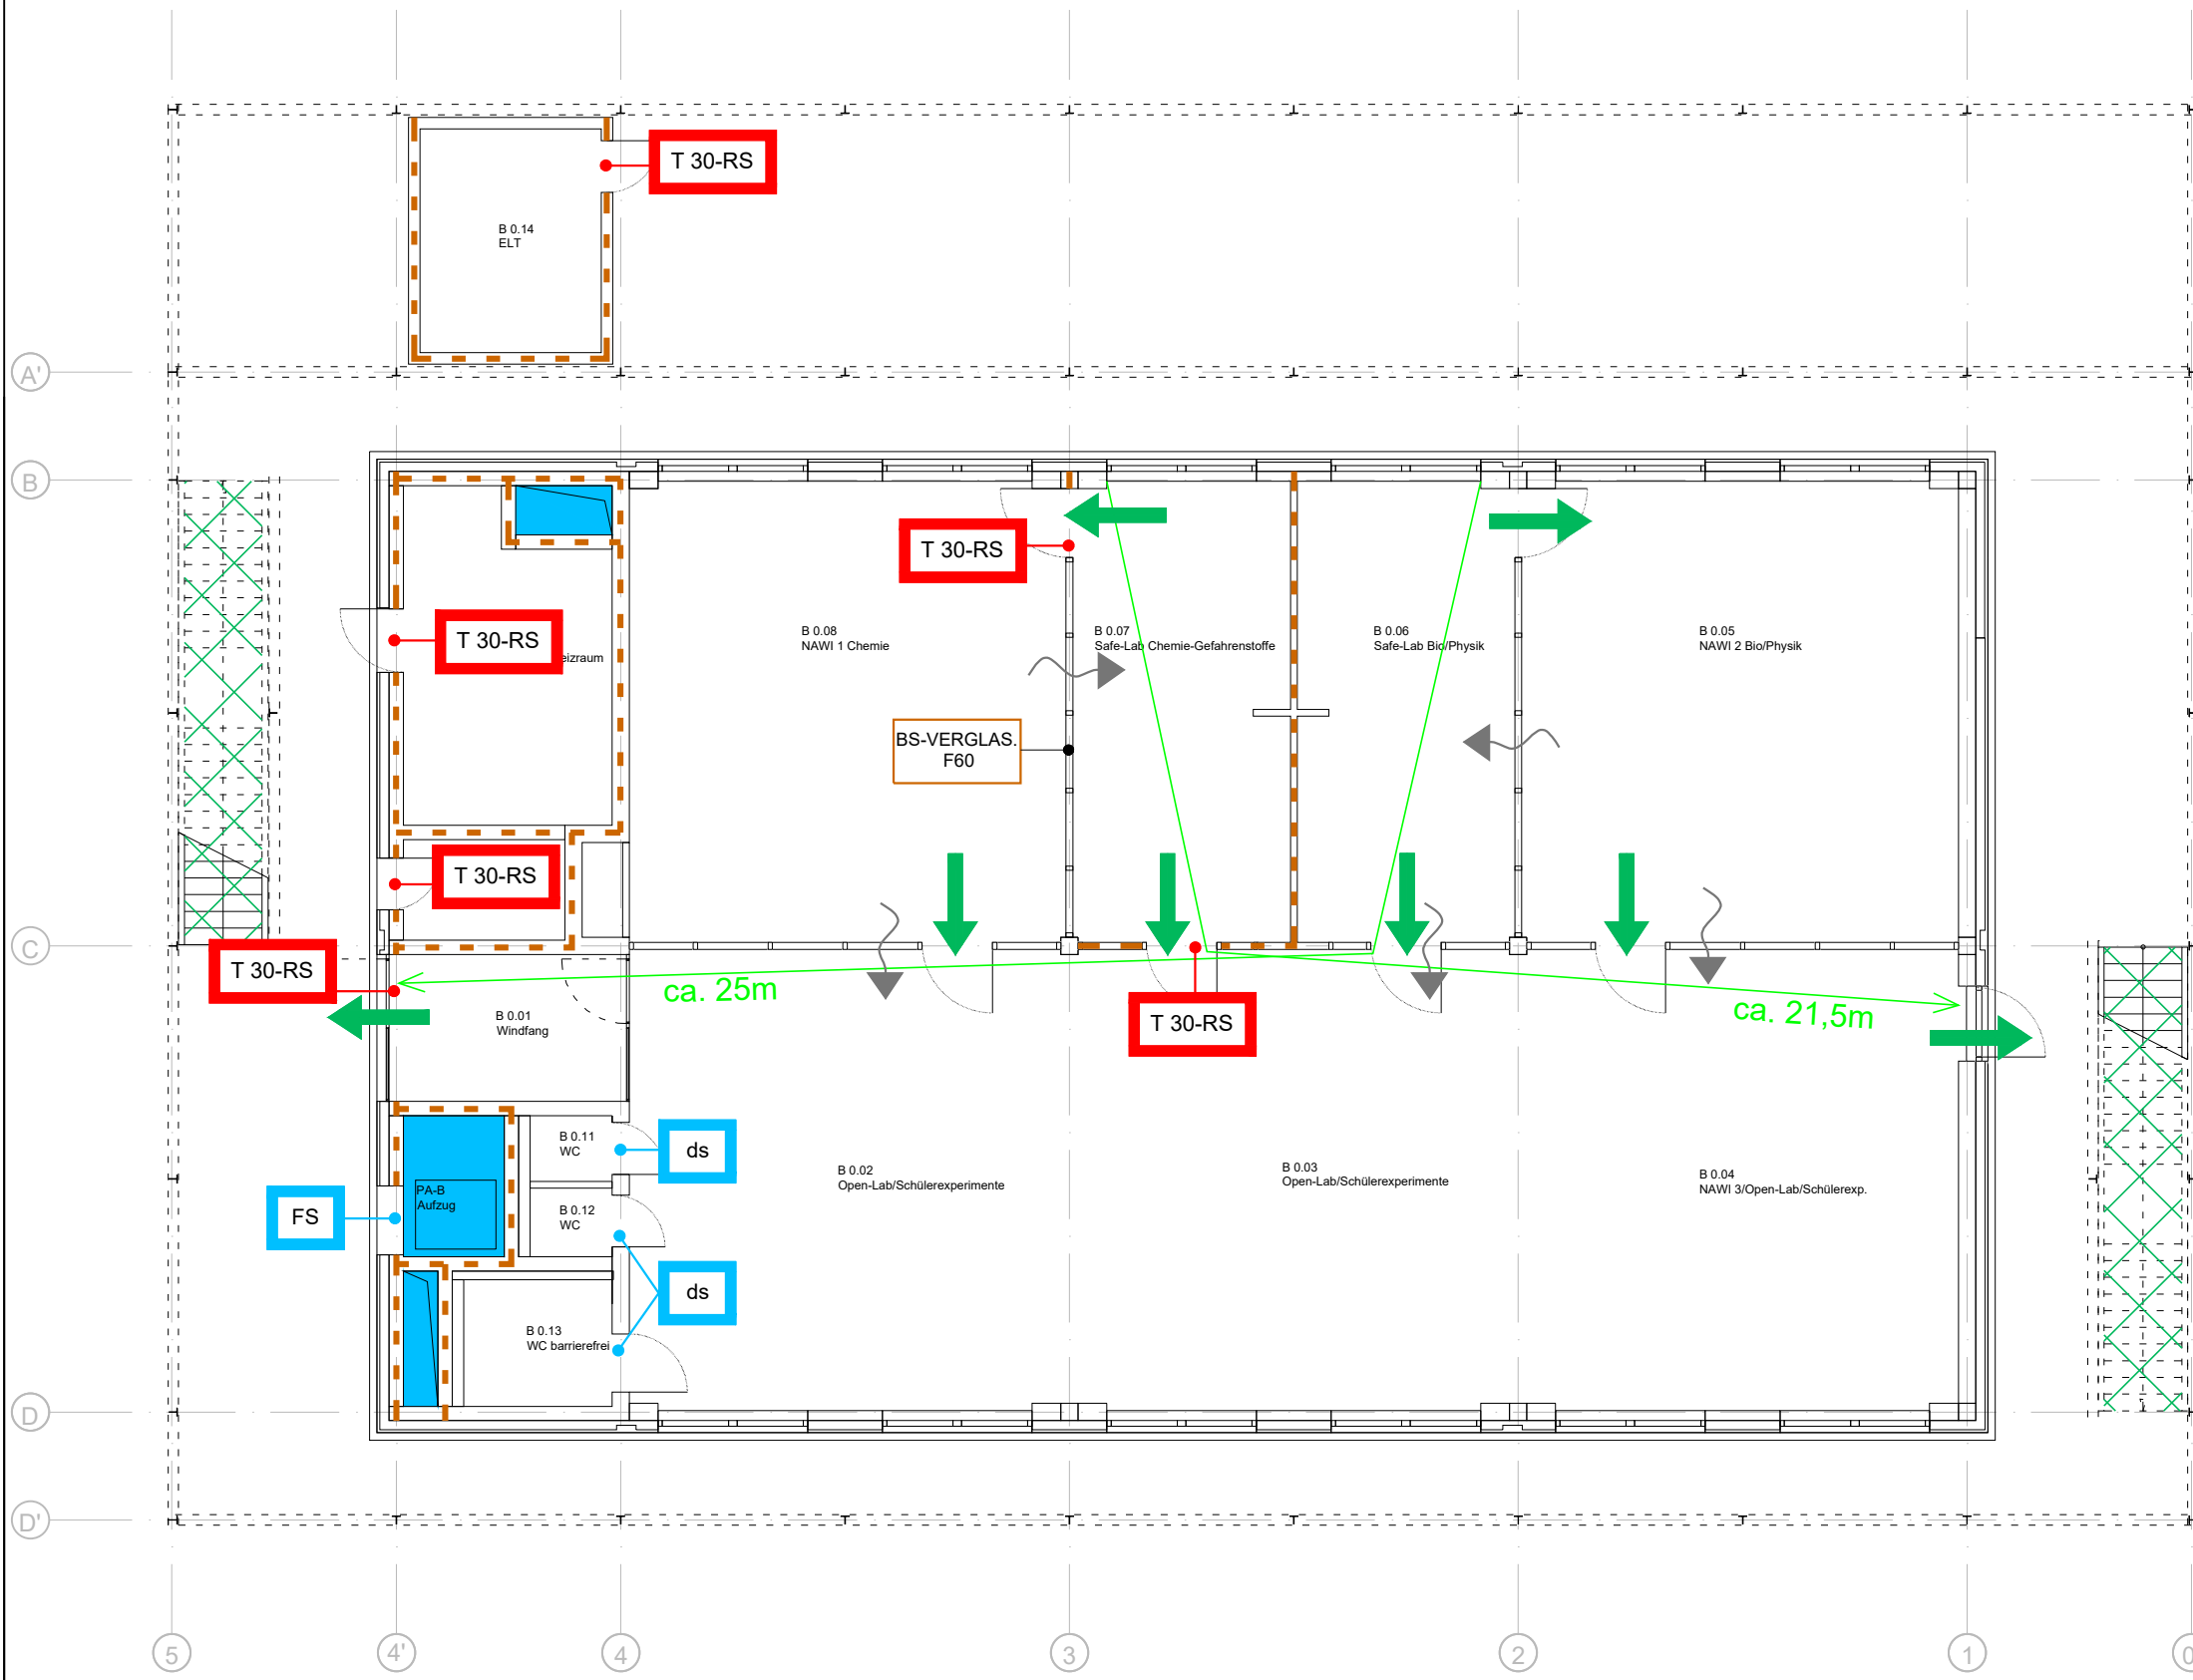 T 30-RS
B 0.14
ELT
A'
B
T 30-RS
T 30-RS
eizraum
B 0.08
NAWI 1 Chemie
B 0.07
Safe-Lab Chemie-Gefahrenstoffe
B 0.06
Safe-Lab Bio/Physik
B 0.05
NAWI 2 Bio/Physik
BS-VERGLAS.
F60
T 30-RS
C
T 30-RS
ca. 25m
ca. 21,5m
B 0.01
Windfang
T 30-RS
B 0.11
WC
ds
B 0.02
Open-Lab/Schülerexperimente
B 0.03
Open-Lab/Schülerexperimente
B 0.04
NAWI 3/Open-Lab/Schülerexp.
PA-B
Aufzug
FS
B 0.12
WC
ds
B 0.13
WC barrierefrei
D
D'
5
4'
4
3
2
1
0